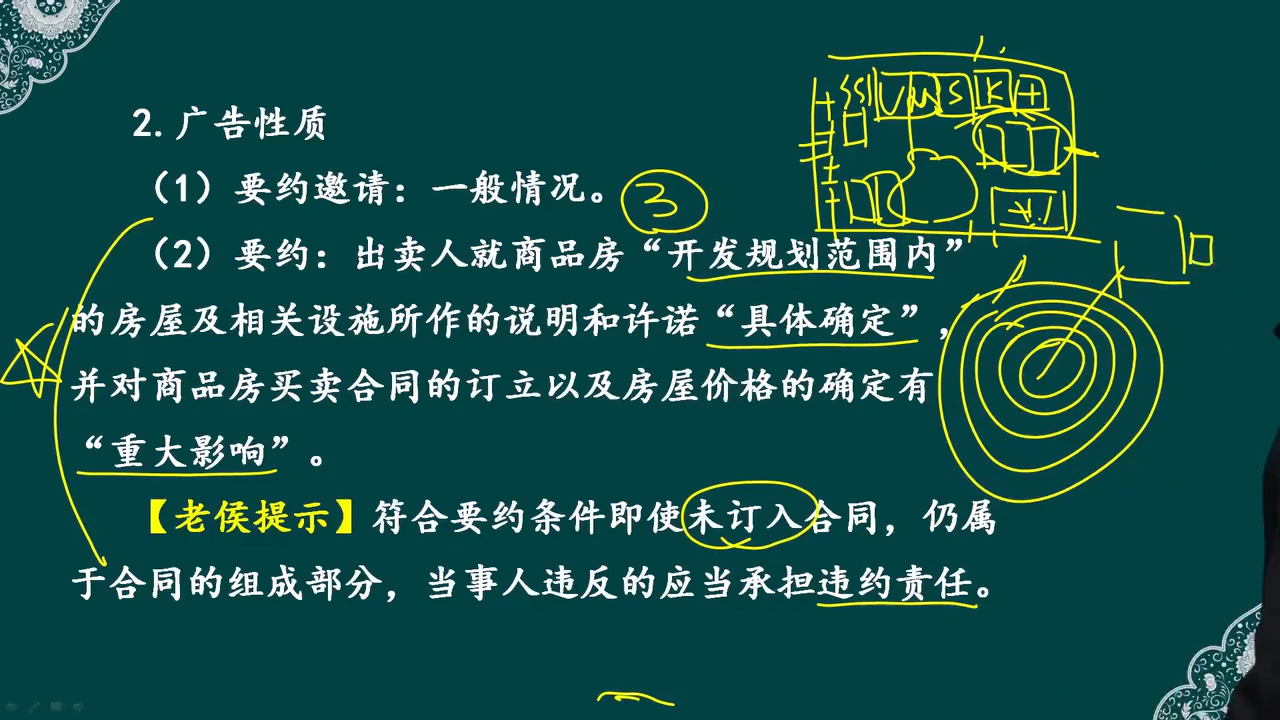 2.广告性质
（1）要约邀请：一般情况。 3
（2）要约：出卖人就商品房“开发规划范围内”
的房屋及相关设施所作的说明和许诺“具体确定”，
并对商品房买卖合同的订立以及房屋价格的确定有
“重大影响”。
【老侯提示】符合要约条件即使未订入合同，仍属
于合同的组成部分，当事人违反的应当承担违约责任。